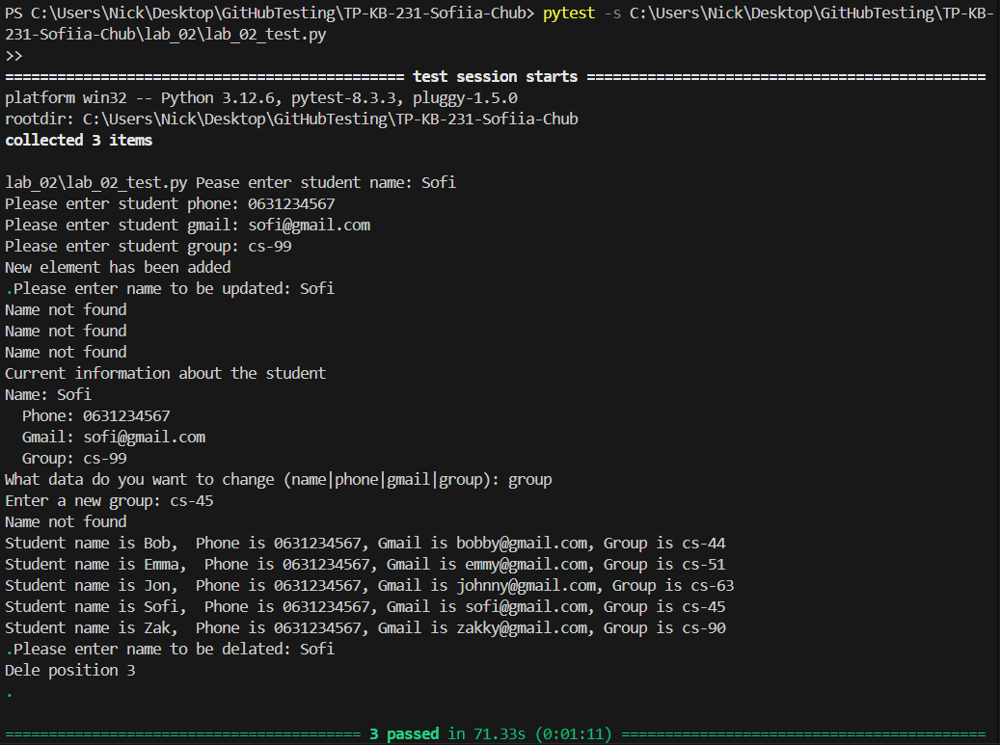 PS C:\Users\Nick\Desktop\GitHubTesting\TP-KB-231-Sofiia-Chub> pytest -s C:\Users\Nick\Desktop\GitHubTesting\TP-KB-
231-Sofiia-Chub\lab_02\lab_02_test.py
>>
============================================== test session starts ==============================================
platform win32 -- Python 3.12.6, pytest-8.3.3, pluggy-1.5.0
rootdir: C:\Users\Nick\Desktop\GitHubTesting\TP-KB-231-Sofiia-Chub
collected 3 items

lab_02\lab_02_test.py Pease enter student name: Sofi
Please enter student phone: 0631234567
Please enter student gmail: sofi@gmail.com
Please enter student group: cs-99
New element has been added
.Please enter name to be updated: Sofi
Name not found
Name not found
Name not found
Current information about the student
Name: Sofi
  Phone: 0631234567
  Gmail: sofi@gmail.com
  Group: cs-99
What data do you want to change (name|phone|gmail|group): group
Enter a new group: cs-45
Name not found
Student name is Bob,  Phone is 0631234567, Gmail is bobby@gmail.com, Group is cs-44
Student name is Emma,  Phone is 0631234567, Gmail is emmy@gmail.com, Group is cs-51
Student name is Jon,  Phone is 0631234567, Gmail is johnny@gmail.com, Group is cs-63
Student name is Sofi,  Phone is 0631234567, Gmail is sofi@gmail.com, Group is cs-45
Student name is Zak,  Phone is 0631234567, Gmail is zakky@gmail.com, Group is cs-90
.Please enter name to be delated: Sofi
Dele position 3
.

========================================= 3 passed in 71.33s (0:01:11) ==========================================